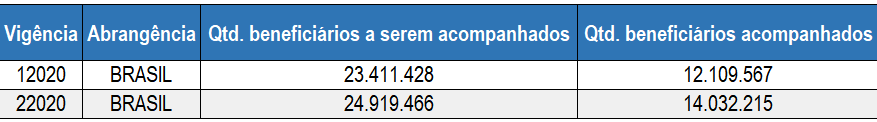 Vigência Abrangência Qtd. beneficiários a serem acompanhados Qtd. beneficiários acompanhados
12020 BRASIL 23.411.428 12.109.567
22020 BRASIL 24.919.466 14.032.215